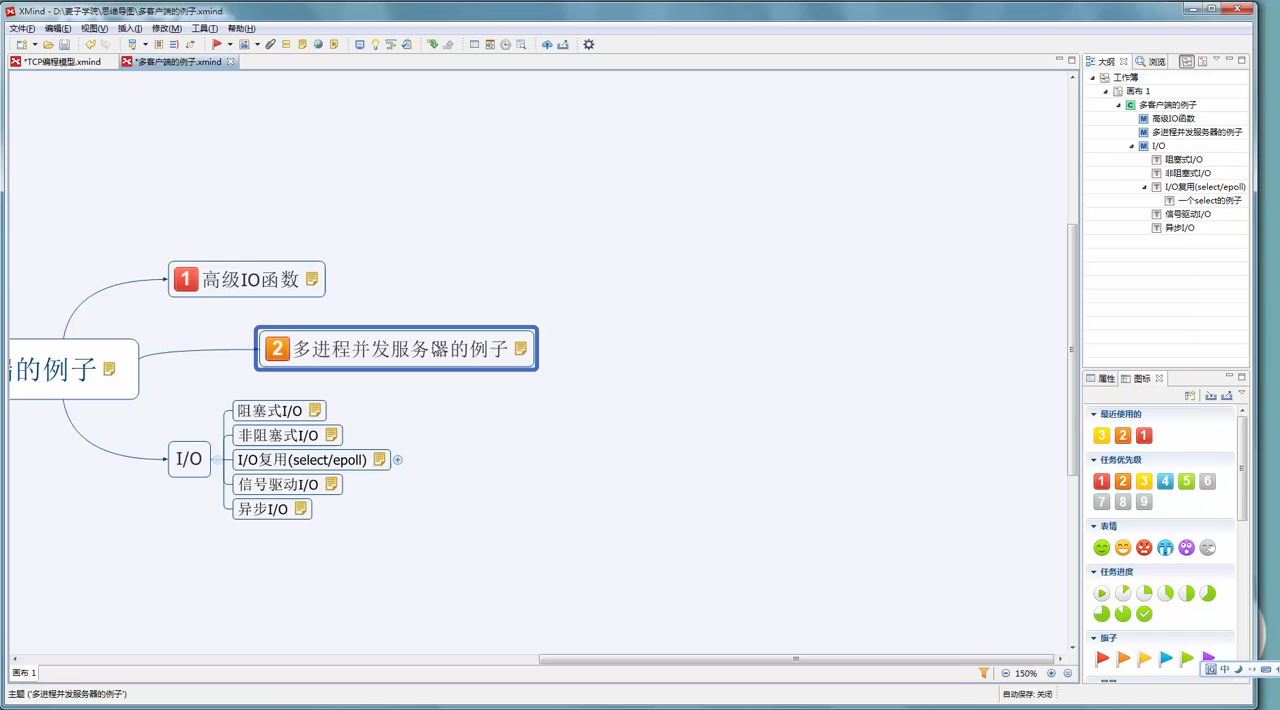 XMind - D:\麦子学院\思维导图\多客户端的例子.xmind
文件(F) 编辑(E) 视图(V) 插入(I) 修改(M) 工具(T) 帮助(H)
*TCP编程模型.xmind
*多客户端的例子.xmind
1 高级IO函数
2 多进程并发服务器的例子
的例子
I/O
阻塞式I/O
非阻塞式I/O
I/O复用(select/epoll)
信号驱动I/O
异步I/O
画布 1
150%
主题 ('多进程并发服务器的例子')
自动保存: 关闭
大纲
浏览
工作簿
画布 1
C 多客户端的例子
M 高级IO函数
M 多进程并发服务器的例子
M I/O
T 阻塞式I/O
T 非阻塞式I/O
T I/O复用(select/epoll)
T 一个select的例子
T 信号驱动I/O
T 异步I/O
属性
图标
最近使用的
3 2 1
任务优先级
1 2 3 4 5 6
7 8 9
表情
任务进度
旗子
中